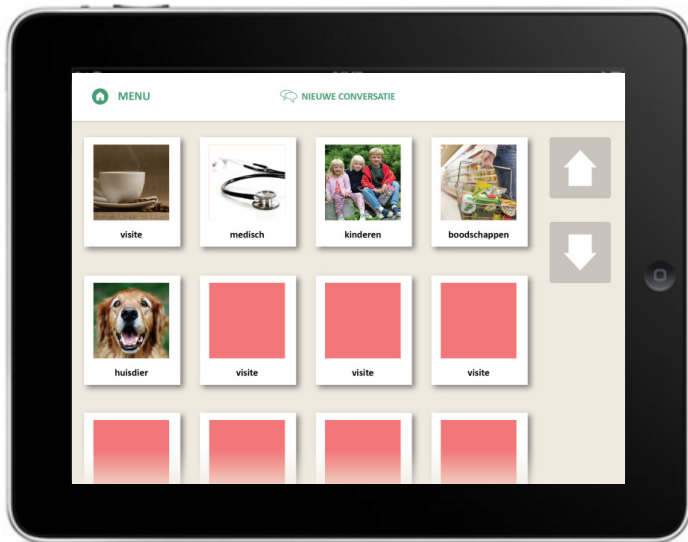 MENU
NIEUWE CONVERSATIE
visite
medisch
kinderen
boodschappen
huisdier
visite
visite
visite